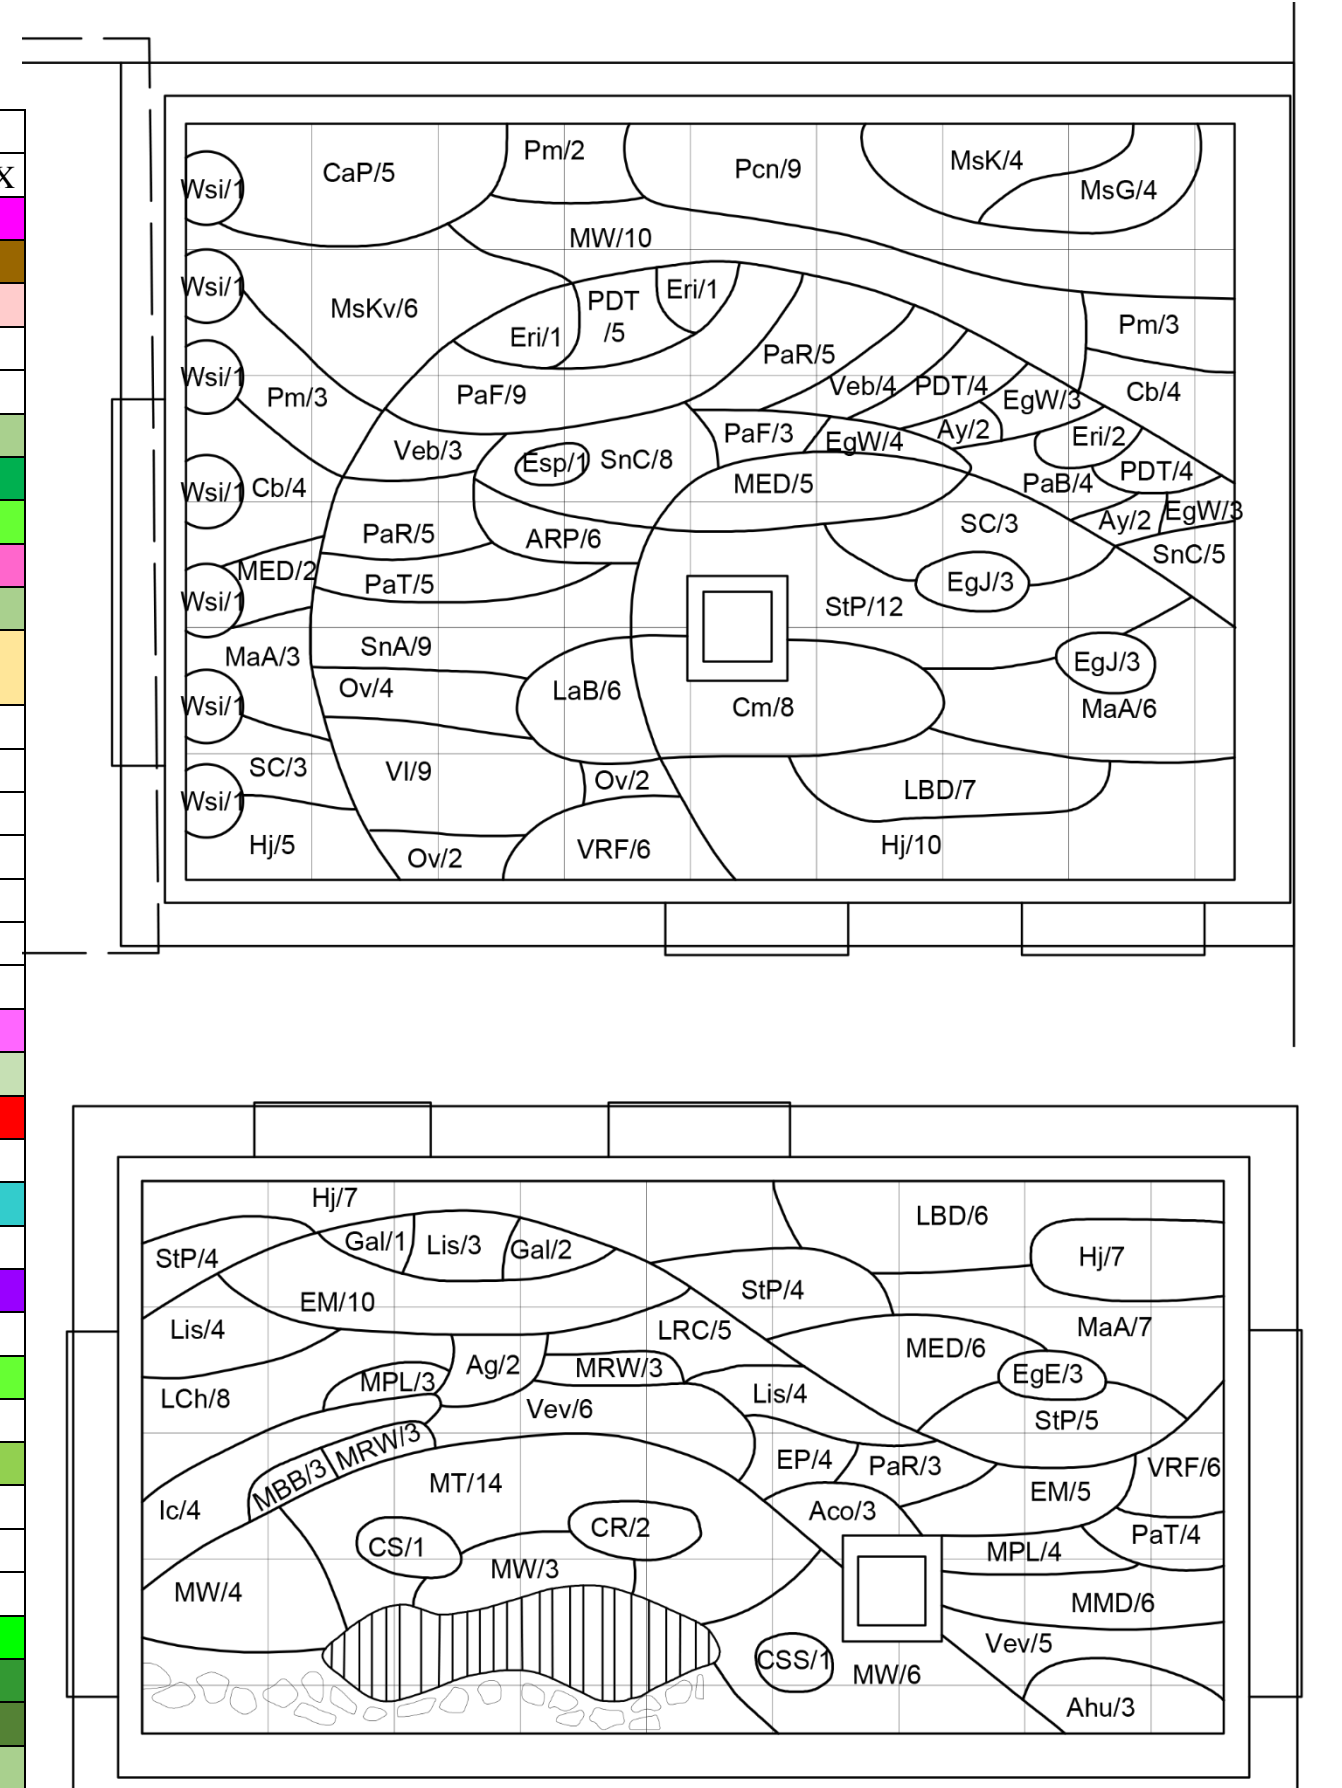 X
Pm/2
CaP/5
Pcn/9
MsK/4
MsG/4
Wsi/1
MW/10
Wsi/1
MsKv/6
PDT
/5
Eri/1
Eri/1
Pm/3
PaR/5
Wsi/1
Pm/3
PaF/9
Veb/4
PDT/4
EgW/3
Cb/4
PaF/3
EgW/4
Ay/2
Eri/2
Veb/3
Esp/1
SnC/8
MED/5
PaB/4
PDT/4
Wsi/1
Cb/4
SC/3
Ay/2
EgW/3
PaR/5
ARP/6
SnC/5
MED/2
PaT/5
EgJ/3
Wsi/1
StP/12
MaA/3
SnA/9
EgJ/3
Ov/4
LaB/6
Cm/8
MaA/6
Wsi/1
SC/3
VI/9
Ov/2
LBD/7
Wsi/1
Hj/5
Ov/2
VRF/6
Hj/10
Hj/7
LBD/6
StP/4
Gal/1
Lis/3
Gal/2
Hj/7
EM/10
StP/4
Lis/4
LRC/5
MaA/7
MED/6
LCh/8
MPL/3
Ag/2
MRW/3
Lis/4
EgE/3
Vev/6
StP/5
MBB/3
MRW/3
MT/14
EP/4
PaR/3
VRF/6
EM/5
Ic/4
Aco/3
CR/2
PaT/4
CS/1
MPL/4
MW/3
MW/4
MMD/6
CSS/1
MW/6
Vev/5
Ahu/3